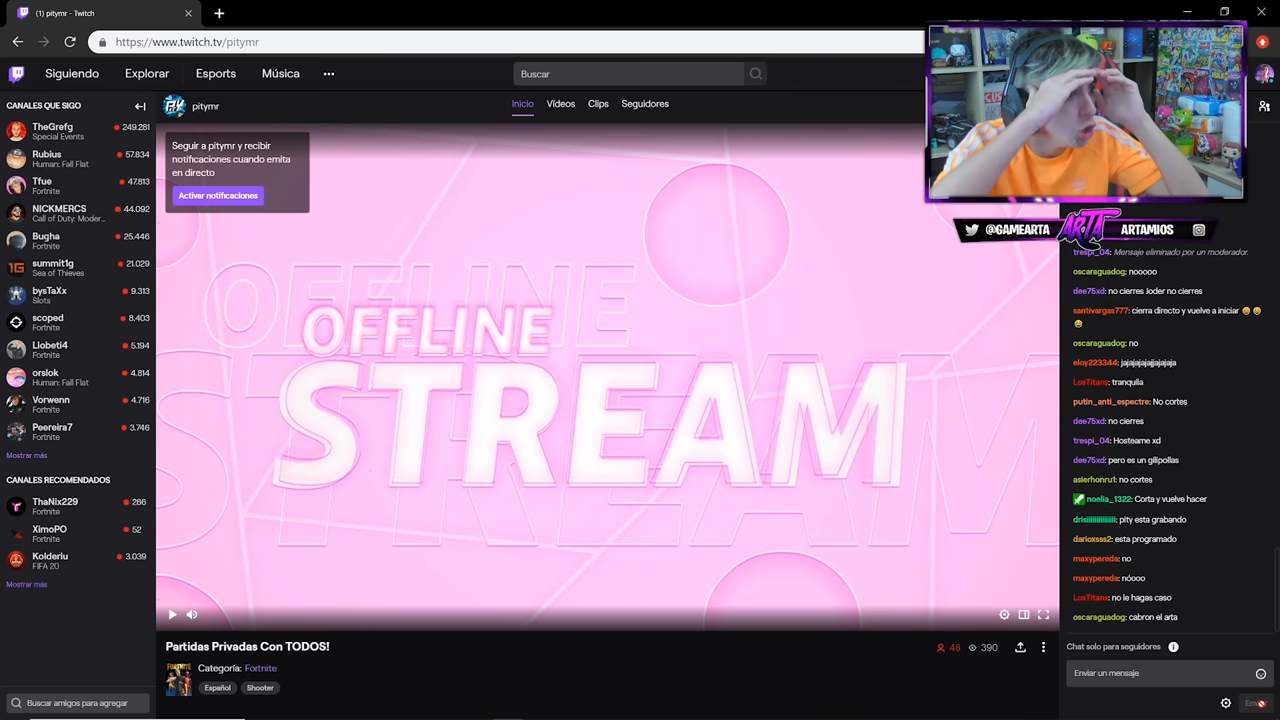 (1) pitymr - Twitch
https://www.twitch.tv/pitymr
Siguiendo
Explorar
Esports
Música
Buscar
CANALES QUE SIGO
TheGrefg
249.281
Special Events
Rubius
57.834
Human: Fall Flat
Tfue
47.813
Fortnite
NICKMERCS
44.092
Call of Duty: Moder...
Bugha
25.446
Fortnite
summit1g
21.029
Sea of Thieves
bysTaXx
9.313
Slots
scoped
8.403
Fortnite
Llobeti4
5.194
Fortnite
orslok
4.814
Human: Fall Flat
Vorwenn
4.716
Fortnite
Peereira7
3.746
Fortnite
Mostrar más
CANALES RECOMENDADOS
ThaNix229
286
Fortnite
XimoPO
52
Fortnite
Kolderiu
3.039
FIFA 20
Mostrar más
Buscar amigos para agregar
pitymr
Inicio
Vídeos
Clips
Seguidores
Seguir a pitymr y recibir
notificaciones cuando emita
en directo
Activar notificaciones
OFFLINE
OFFLINE
STREAM
STREAM
Partidas Privadas Con TODOS!
48
390
Categoría: Fortnite
Español
Shooter
@GAMEARTA
ARTA
ARTAMIOS
trespi_04: Mensaje eliminado por un moderador.
oscaraguadog: nooooo
dee75xd: no cierres Joder no cierres
santivargas777: cierra directo y vuelve a iniciar
oscaraguadog: no
eloy223344: jajajajajajjajajaja
LosTitans: tranquila
putin_anti_espectre: No cortes
dee75xd: no cierres
trespi_04: Hosteame xd
dee75xd: pero es un gilipollas
asierhonru1: no cortes
noelia_1322: Corta y vuelve hacer
pity esta grabando
darioxsss2: esta programado
maxypereda: no
maxypereda: nóooo
LosTitans: no le hagas caso
oscaraguadog: cabron el arta
Chat solo para seguidores
Enviar un mensaje